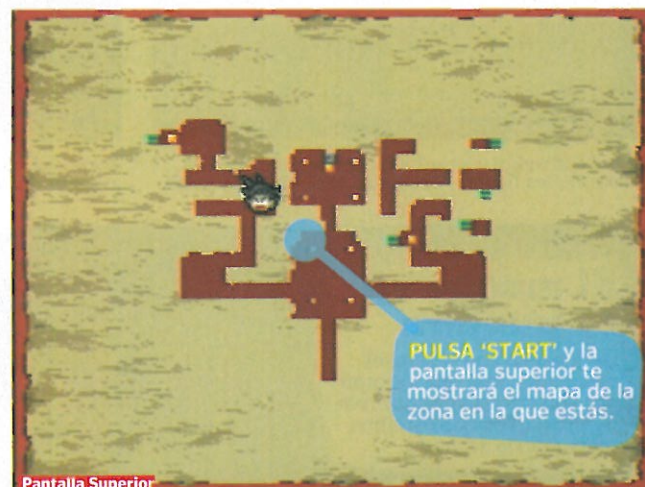 PULSA ‘START’ y la
pantalla superior te
mostrará el mapa de la
zona en la que estás.
Pantalla Superior